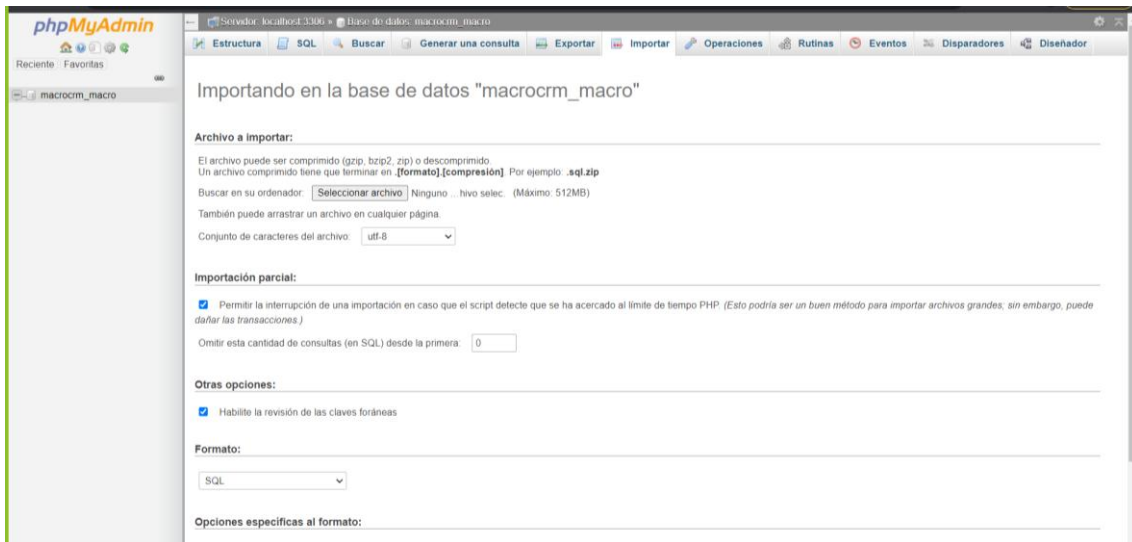 phpMyAdmin
Servidor: localhost:3306 » Base de datos: macrocrm_macro
Estructura SQL Buscar Generar una consulta Exportar Importar Operaciones Rutinas Eventos Disparadores Diseñador
Reciente Favoritas
macrocrm_macro
Importando en la base de datos "macrocrm_macro"
Archivo a importar:
El archivo puede ser comprimido (gzip, bzip2, zip) o descomprimido.
Un archivo comprimido tiene que terminar en .[formato].[compresión]. Por ejemplo: .sql.zip
Buscar en su ordenador: Seleccionar archivo Ninguno ...hivo selec. (Máximo: 512MB)
También puede arrastrar un archivo en cualquier página.
Conjunto de caracteres del archivo: utf-8
Importación parcial:
Permitir la interrupción de una importación en caso que el script detecte que se ha acercado al límite de tiempo PHP. (Esto podría ser un buen método para importar archivos grandes; sin embargo, puede
dañar las transacciones.)
Omitir esta cantidad de consultas (en SQL) desde la primera: 0
Otras opciones:
Habilite la revisión de las claves foráneas
Formato:
SQL
Opciones específicas al formato: